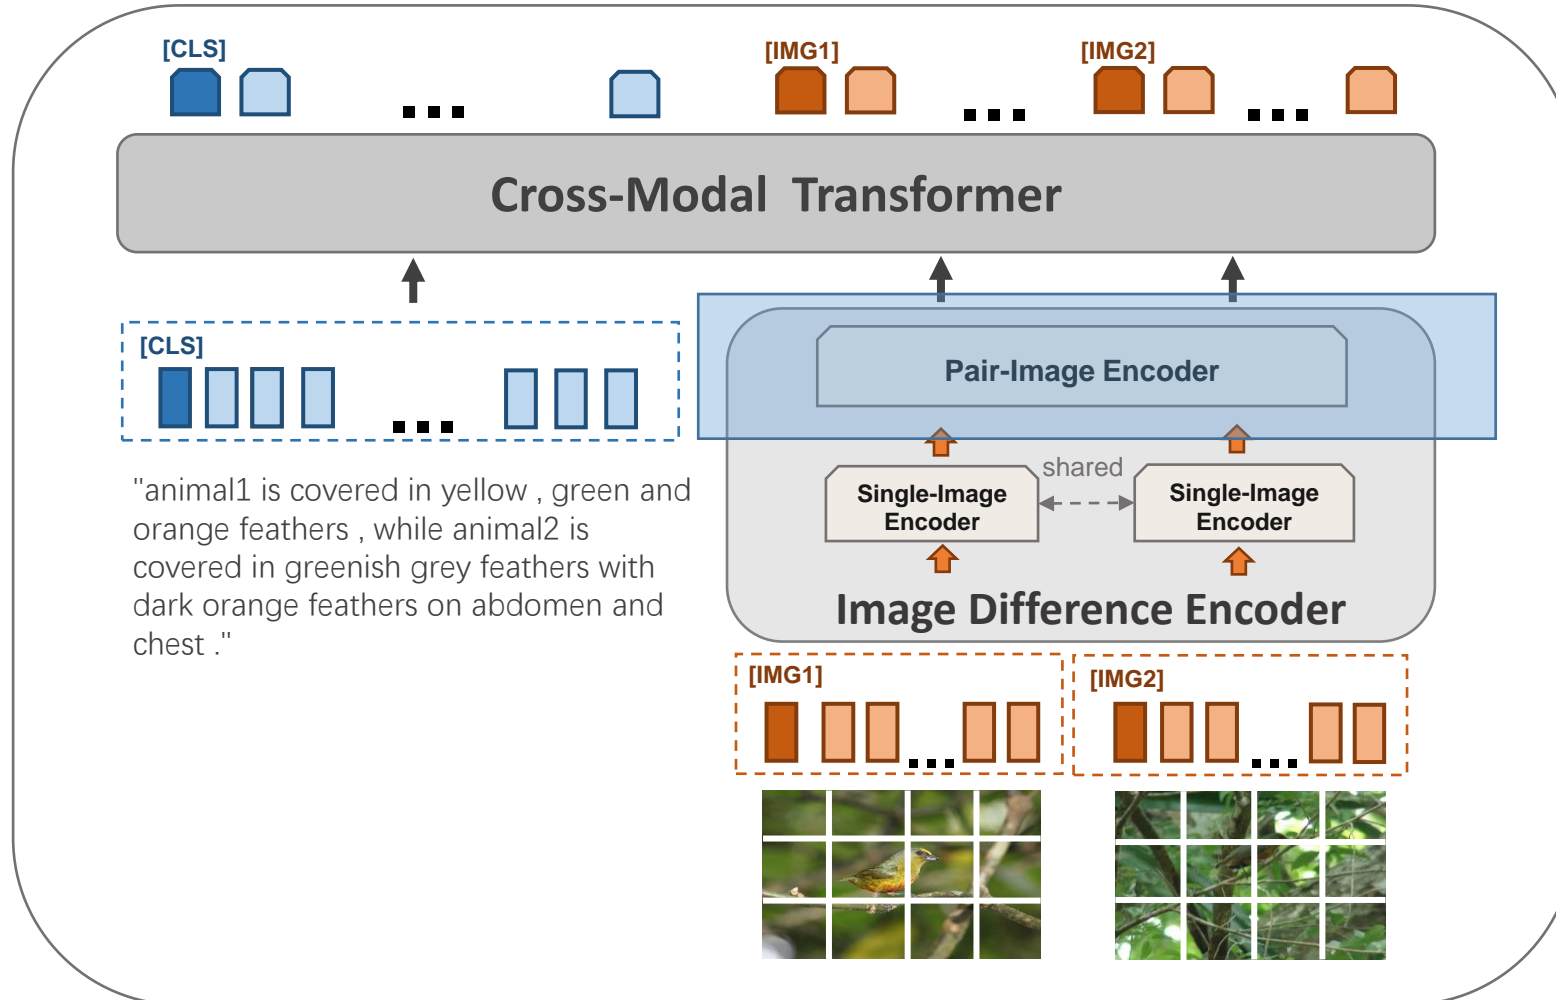 [CLS]
[IMG1]
[IMG2]
Cross-Modal Transformer
[CLS]
Pair-Image Encoder
shared
Single-Image
Encoder
Single-Image
Encoder
"animal1 is covered in yellow , green and
orange feathers , while animal2 is
covered in greenish grey feathers with
dark orange feathers on abdomen and
chest ."
Image Difference Encoder
[IMG1]
[IMG2]